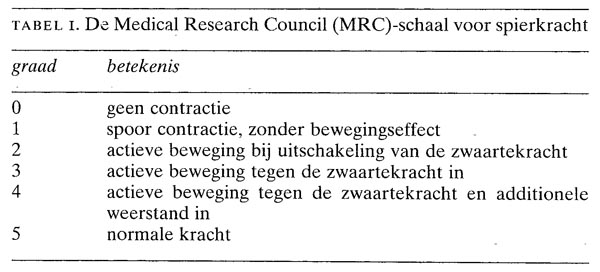 TABEL I. De Medical Research Council (MRC)-schaal voor spierkracht
graad betekenis
0 geen contractie
1 spoor contractie, zonder bewegingseffect
2 actieve beweging bij uitschakeling van de zwaartekracht
3 actieve beweging tegen de zwaartekracht in
4 actieve beweging tegen de zwaartekracht en additionele
weerstand in
5 normale kracht